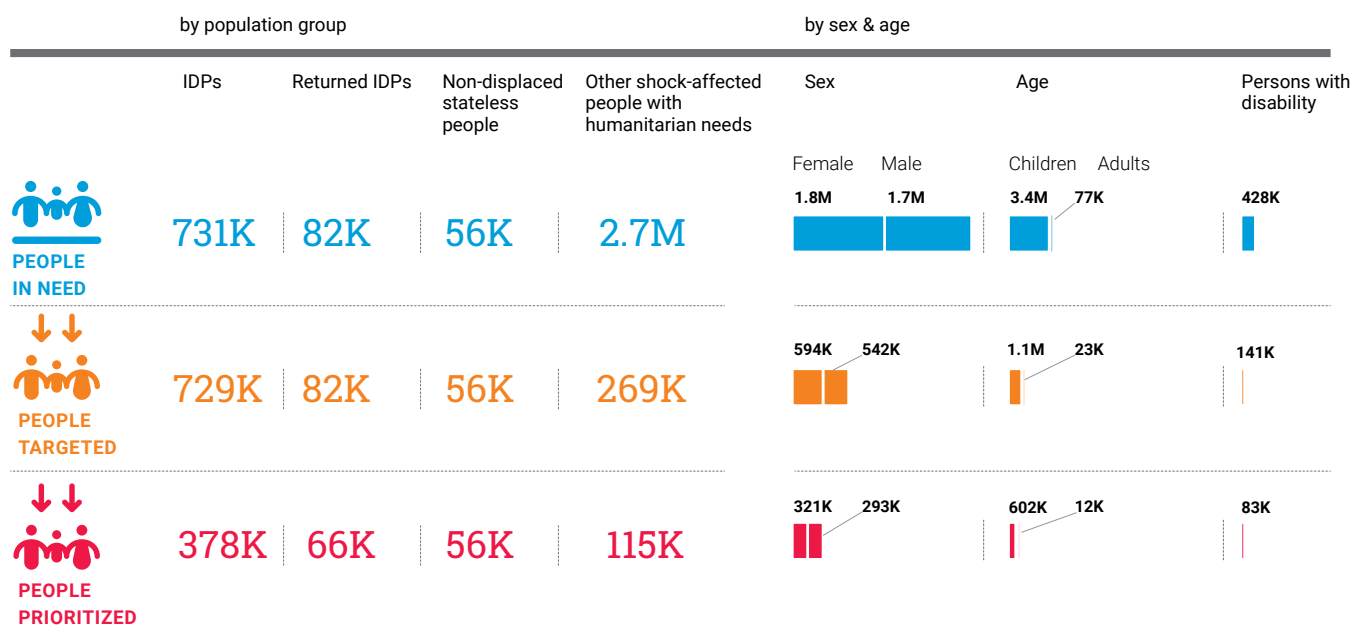 by population group
by sex & age
IDPs
Returned IDPs
Non-displaced
stateless
people
Other shock-affected
people with
humanitarian needs
Sex
Age
Persons with
disability
Female Male
Children Adults
PEOPLE
IN NEED
731K
82K
56K
2.7M
1.8M
1.7M
3.4M
77K
428K
PEOPLE
TARGETED
729K
82K
56K
269K
594K
542K
1.1M
23K
141K
PEOPLE
PRIORITIZED
378K
66K
56K
115K
321K
293K
602K
12K
83K